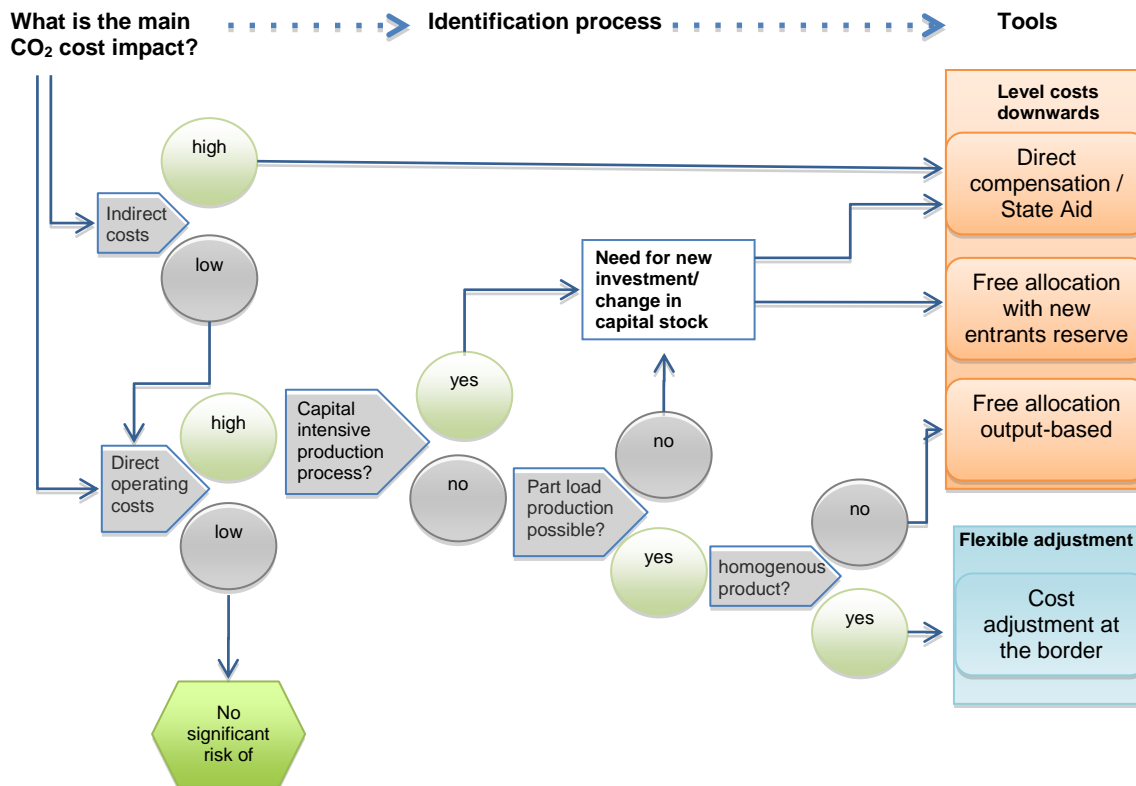 What is the main
CO₂ cost impact?
Identification process
Tools
Level costs
downwards
high
Direct
compensation /
State Aid
Indirect
costs
low
Need for new
investment/
change in
capital stock
Free allocation
with new
entrants reserve
yes
high
Capital
intensive
production
process?
Free allocation
output-based
no
Direct
operating
costs
no
Part load
production
possible?
no
low
Flexible adjustment
yes
homogenous
product?
yes
Cost
adjustment at
the border
No
significant
risk of